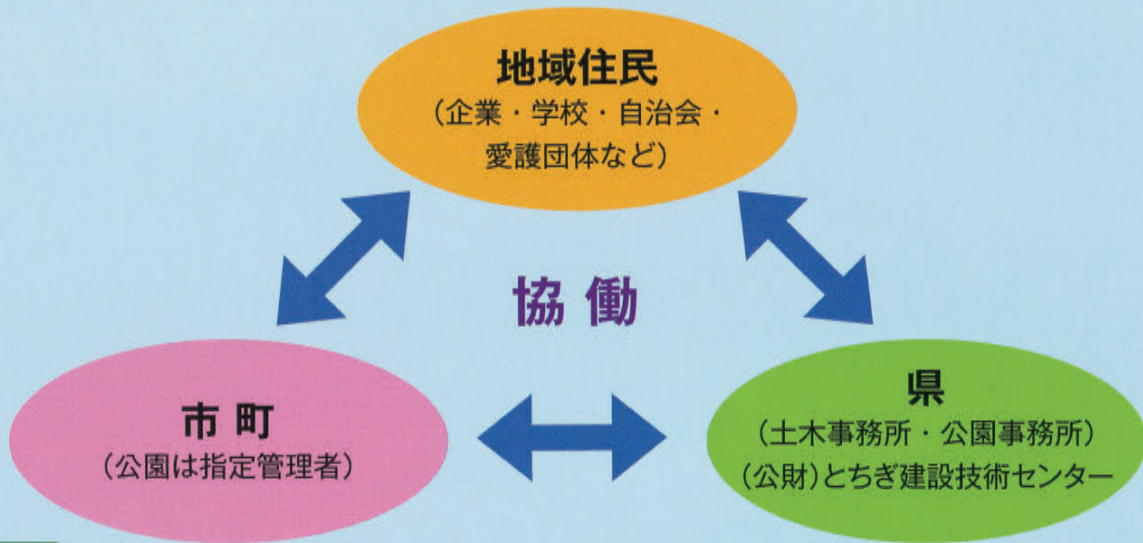 地域住民
（企業・学校・自治会・
愛護団体など）
協働
市町
（公園は指定管理者）
県
（土木事務所・公園事務所）
（公財）とちぎ建設技術センター